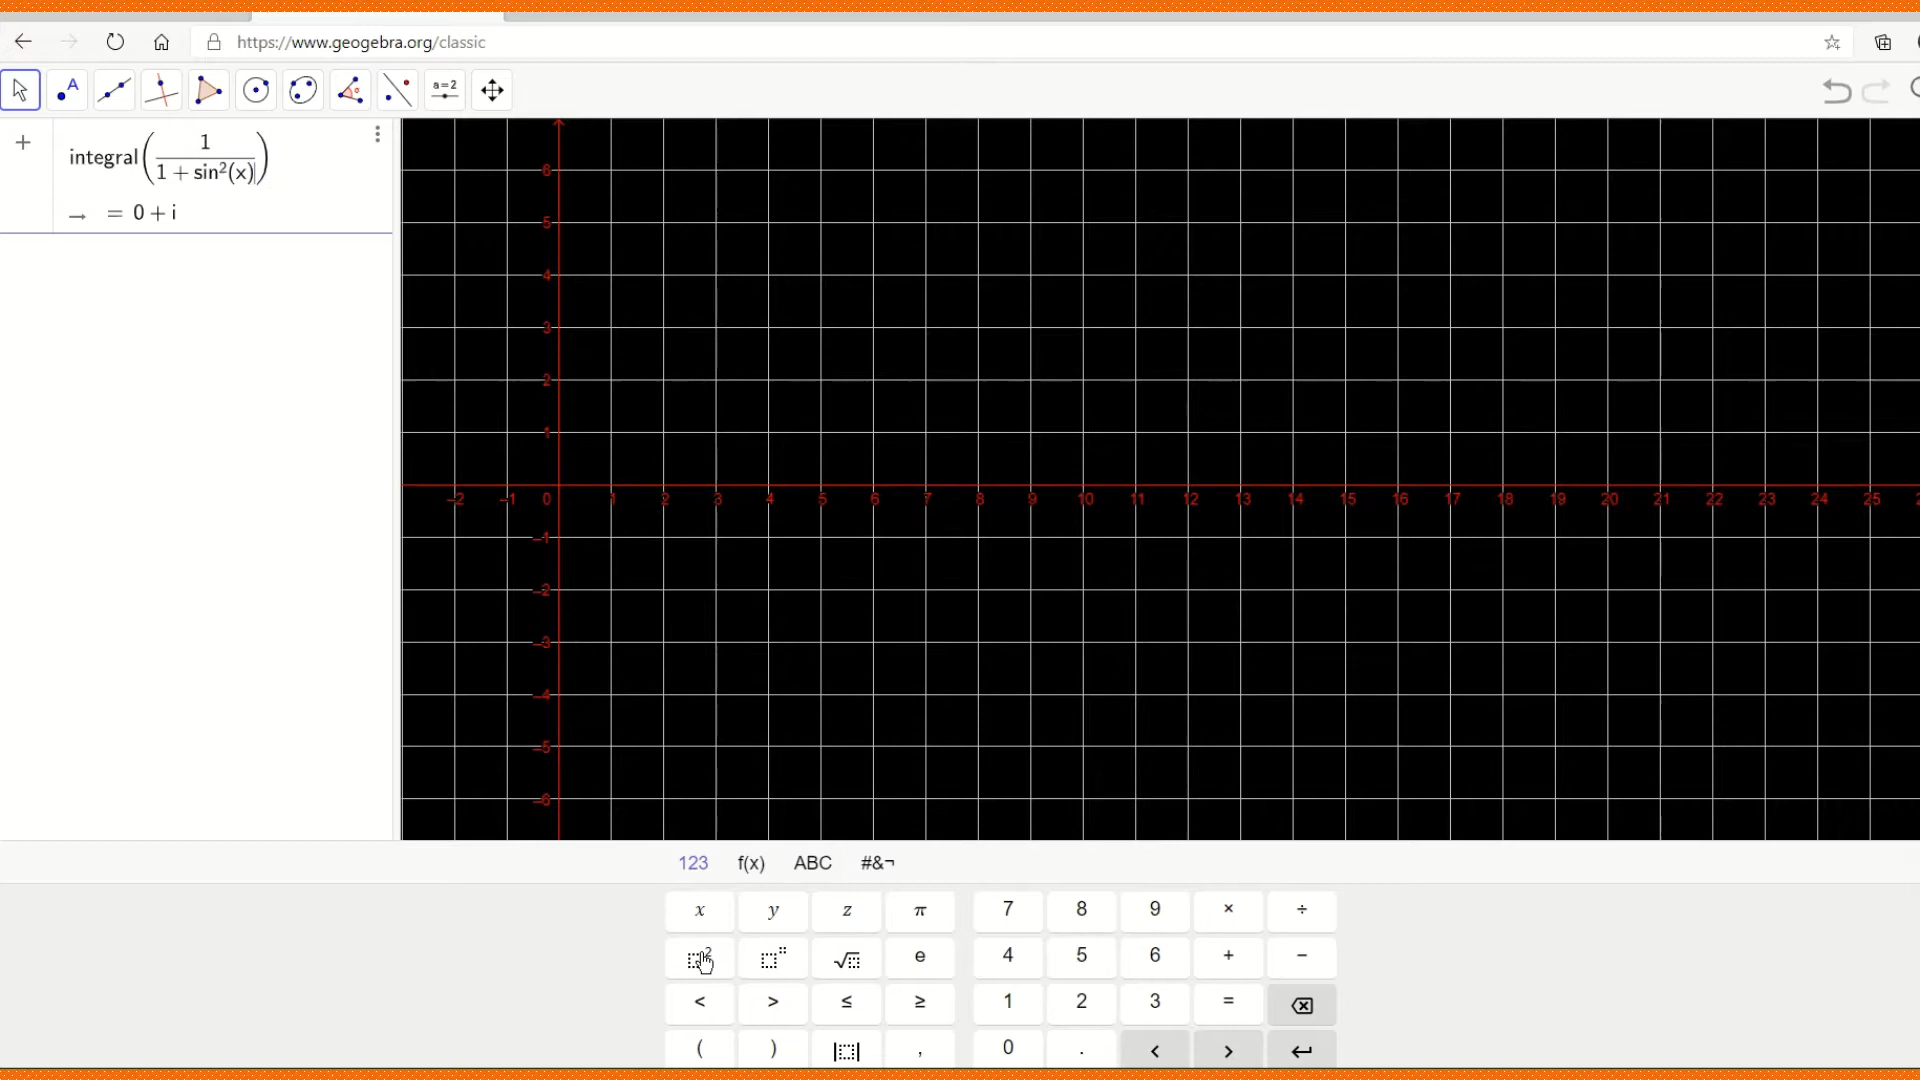 https://www.geogebra.org/classic
A
a=2
+
integral(1/(1 + sin²(x)))
→ = 0 + i
6
5
4
3
2
1
-2 -1 0 1 2 3 4 5 6 7 8 9 10 11 12 13 14 15 16 17 18 19 20 21 22 23 24 25
-1
-2
-3
-4
-5
-6
123 f(x) ABC #&¬
x y z π 7 8 9 × ÷
2 e 4 5 6 + −
< > ≤ ≥ 1 2 3 =
( ) , 0 . < >